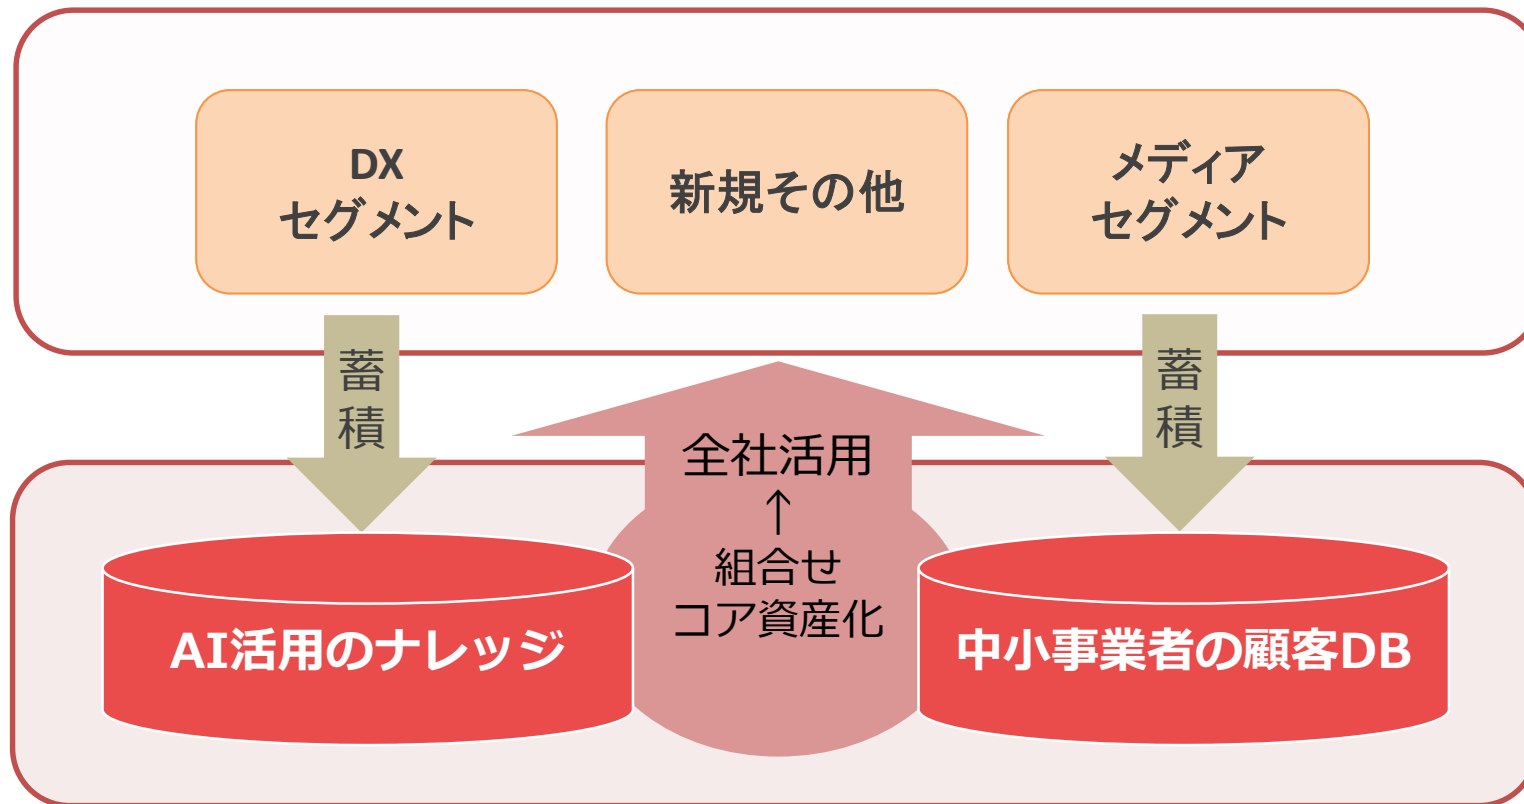 DX
セグメント
新規その他
メディア
セグメント
蓄
積
蓄
積
全社活用
↑
組合せ
コア資産化
AI活用のナレッジ
中小事業者の顧客DB